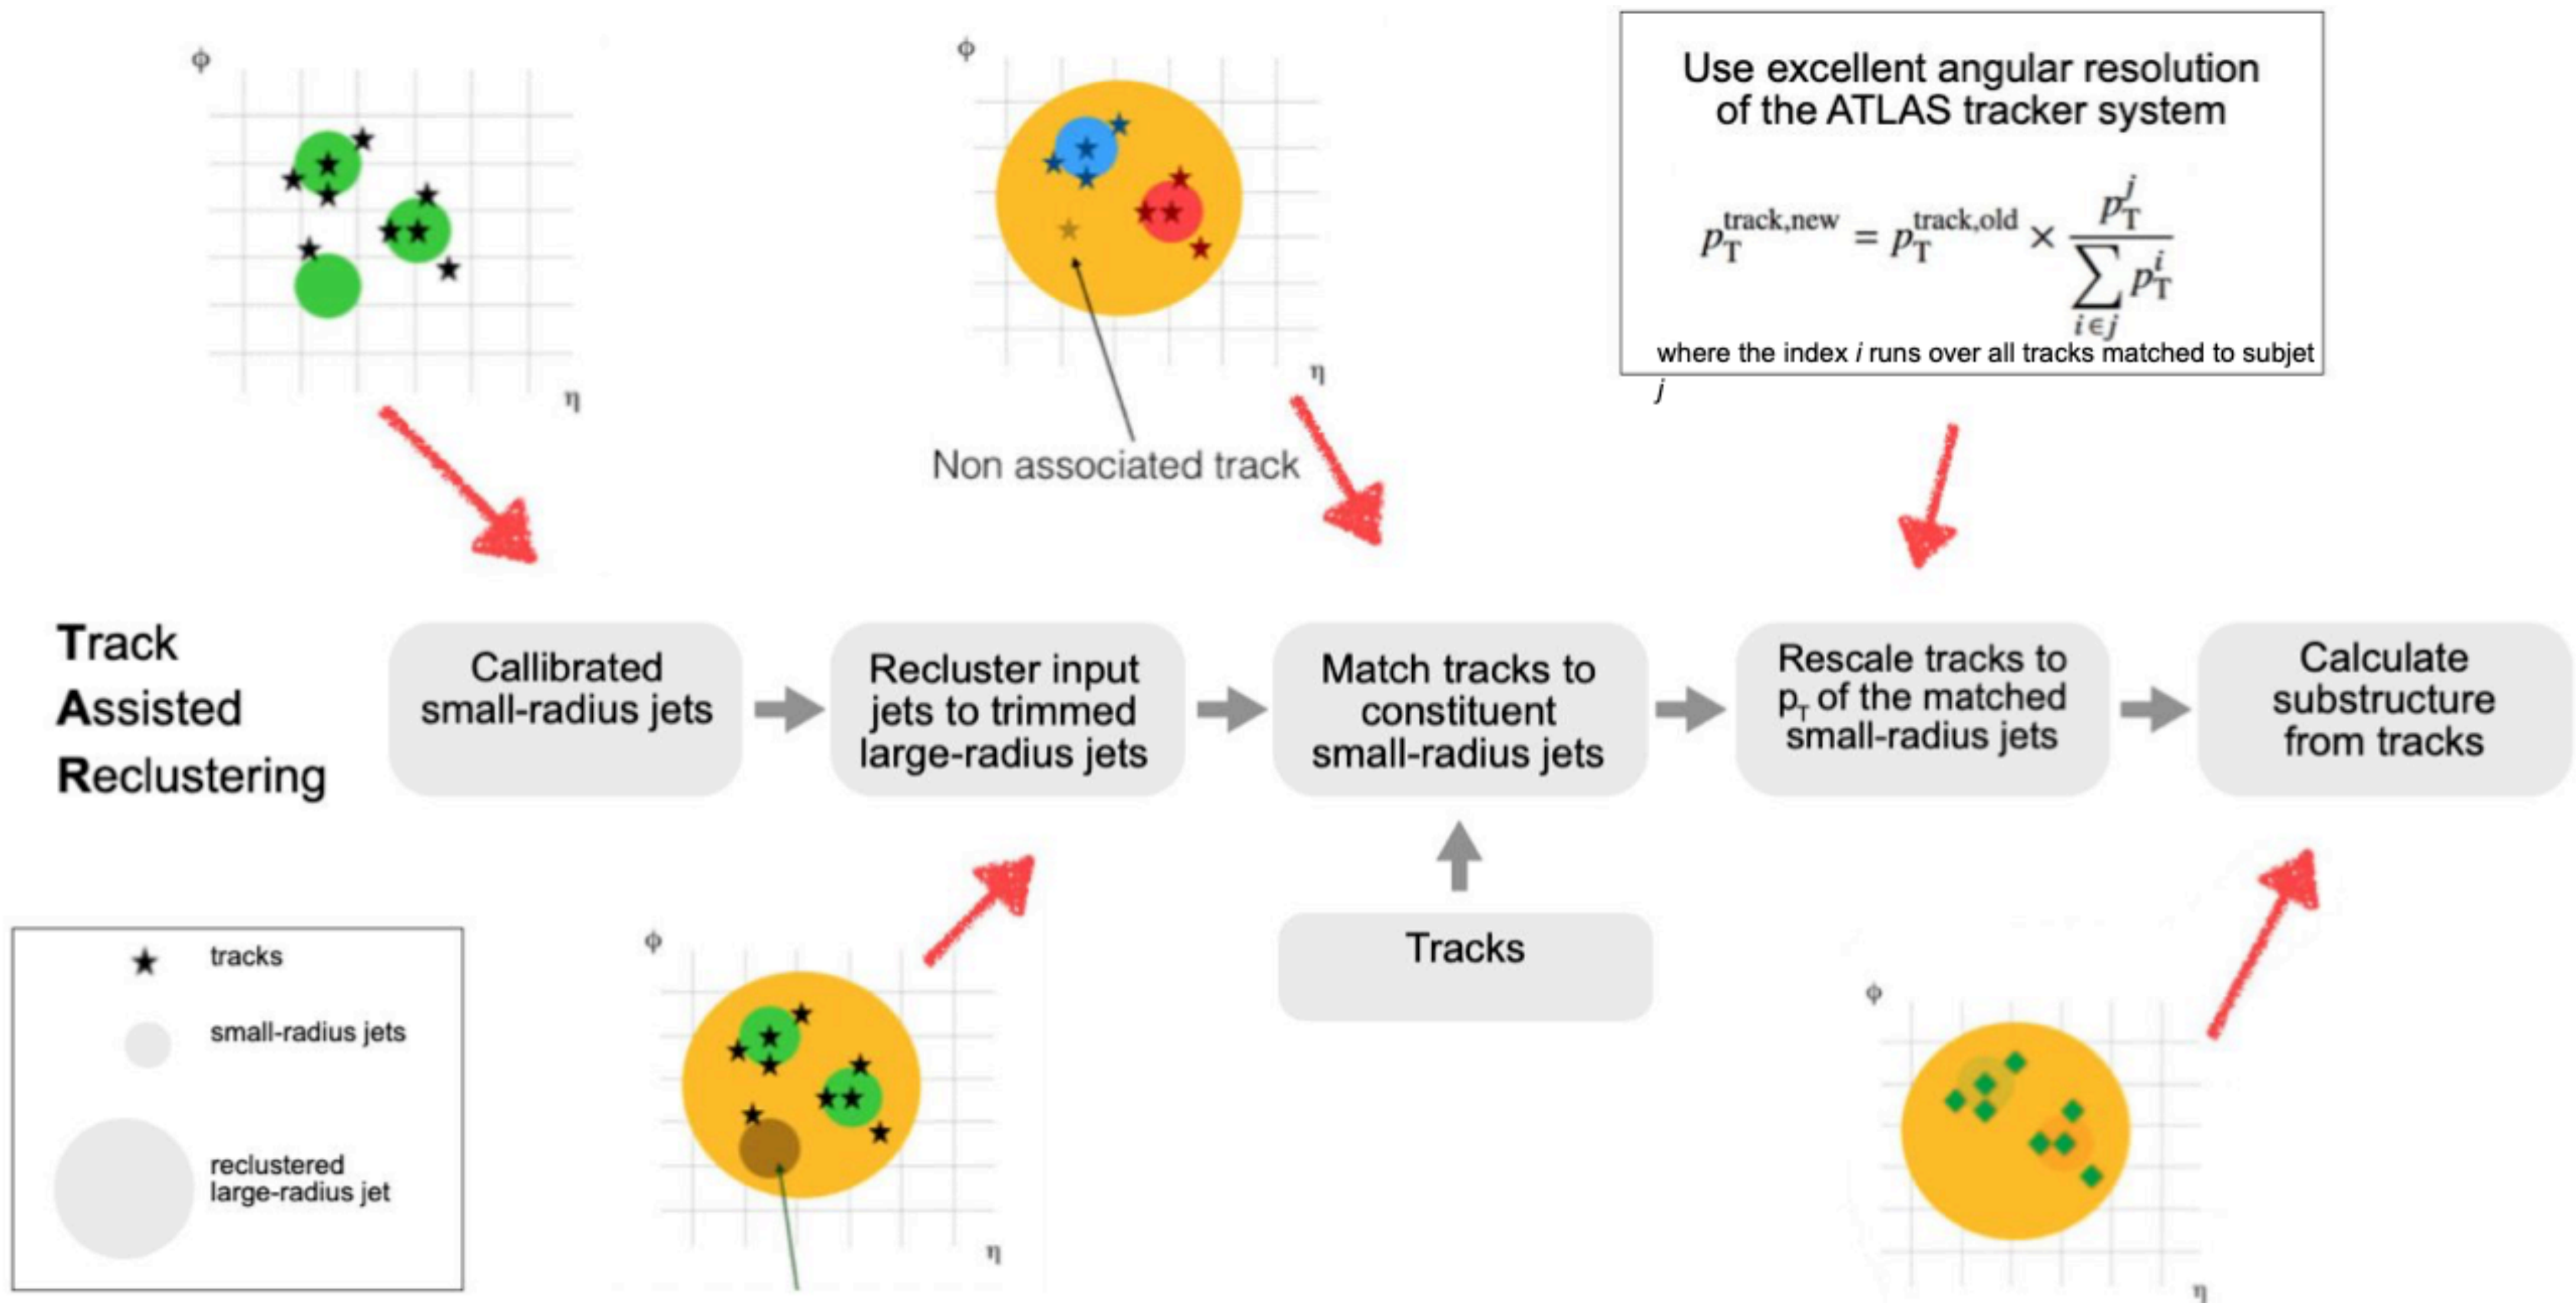 ϕ
η
ϕ
η
Non associated track
Use excellent angular resolution
of the ATLAS tracker system
p_T^{track,new} = p_T^{track,old} × \frac{p_T^j}{\sum_{i∈j} p_T^i}
where the index i runs over all tracks matched to subjet
j
Track
Assisted
Reclustering
Callibrated
small-radius jets
Recluster input
jets to trimmed
large-radius jets
Match tracks to
constituent
small-radius jets
Rescale tracks to
p_T of the matched
small-radius jets
Calculate
substructure
from tracks
Tracks
tracks
small-radius jets
reclustered
large-radius jet
ϕ
η
ϕ
η